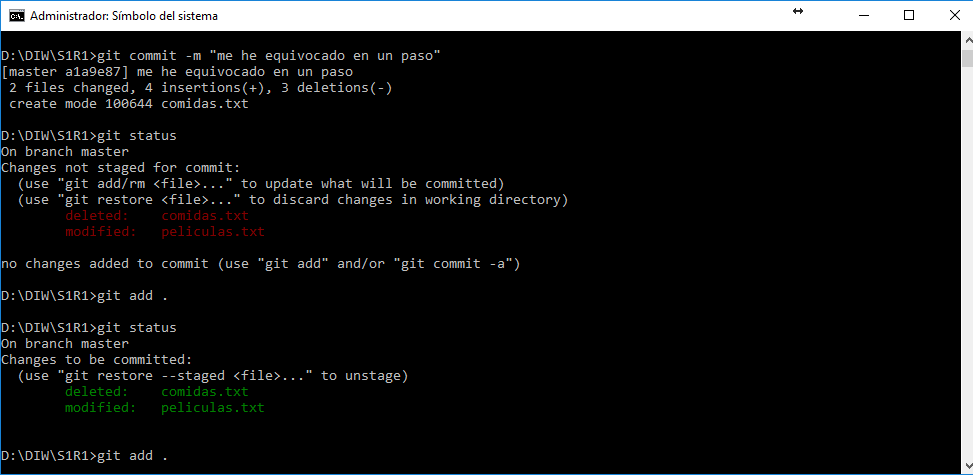 Administrador: Símbolo del sistema
D:\DIW\S1R1>git commit -m "me he equivocado en un paso"
[master a1a9e87] me he equivocado en un paso
 2 files changed, 4 insertions(+), 3 deletions(-)
 create mode 100644 comidas.txt
D:\DIW\S1R1>git status
On branch master
Changes not staged for commit:
  (use "git add/rm <file>..." to update what will be committed)
  (use "git restore <file>..." to discard changes in working directory)
        deleted:    comidas.txt
        modified:   peliculas.txt
no changes added to commit (use "git add" and/or "git commit -a")
D:\DIW\S1R1>git add .
D:\DIW\S1R1>git status
On branch master
Changes to be committed:
  (use "git restore --staged <file>..." to unstage)
        deleted:    comidas.txt
        modified:   peliculas.txt
D:\DIW\S1R1>git add .